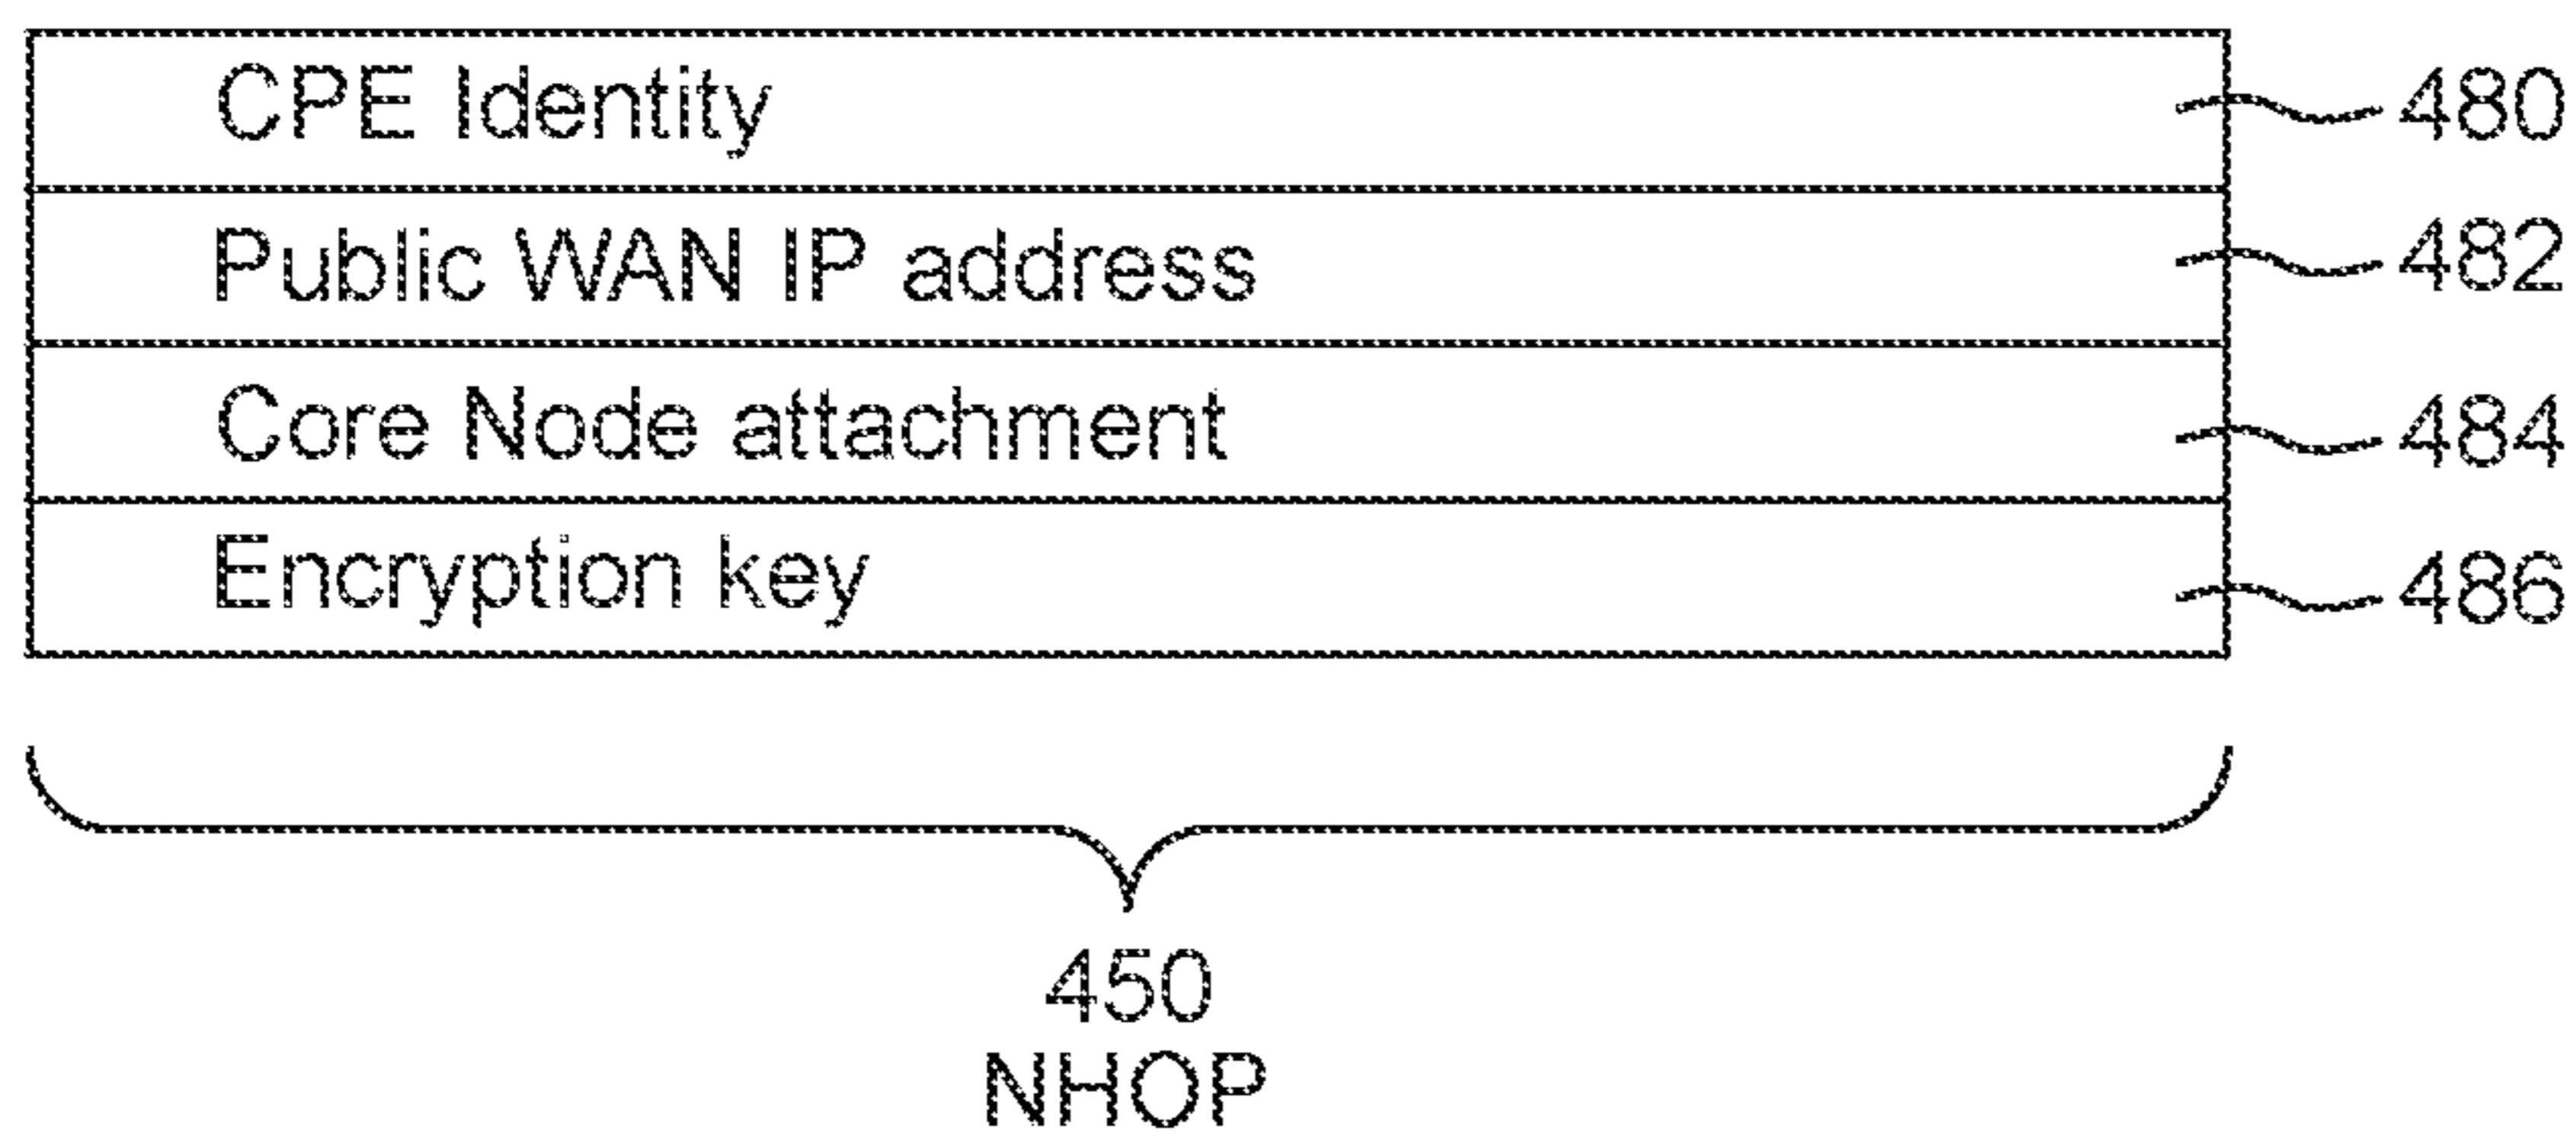 CPE Identity 480
Public WAN IP address 482
Core Node attachment 484
Encryption key 486
450
NHOP